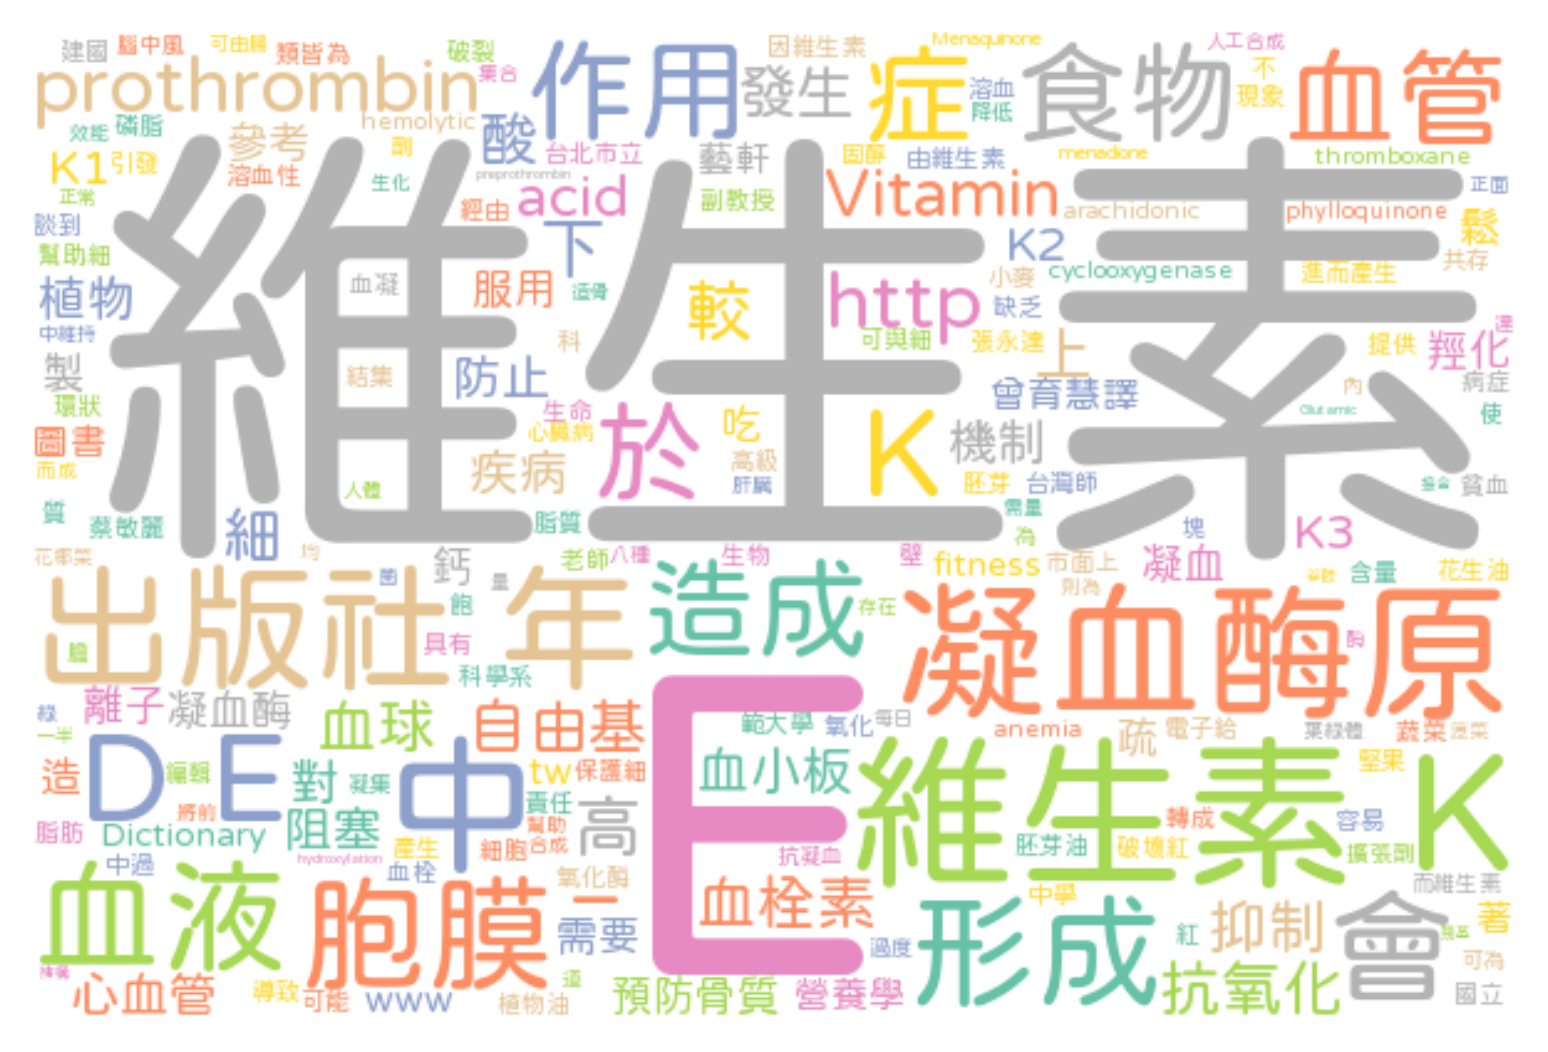 建國 腦中風 可由腸 類皆為 破裂 集合 因維生素 Menaquinone 人工合成 不
prothrombin 作用 發生 症 溶血 食物 現象 血管
效能 磷脂 hemolytic 降低
參考 劑 酸 台北市立 藝軒 固醇 由維生素 menadione thromboxane
K1 引發 溶血性 生化 preprothrombin
正常 經由 acid 副教授 Vitamin arachidonic phylloquinone 正面
談到 維生素 下 K2 鬆
幫助細 小麥 cyclooxygenase 進而產生 共存
植物 血凝 服用 造骨 較 http 缺乏
中維持 科 可與細 張永達 上 提供 羥化
製 結集 防止 曾育慧譯 內 病症
環狀 生命 吃 K Glutamic 使
圖書 心臟病 於 機制
而成 疾病 高級
人體 肝臟 胚芽 台灣師 貧血
質 蔡敏麗 細 脂質 需量 塊 K3
花椰菜 均 鈣 老師 八種 生物 壁 為 fitness 市面上 凝血 含量 花生油
菌 量 則為
出版社 年 飽 造成 存在 凝血酶原
膽 具有 酶
科學系 E
離子 凝血酶 血球 自由基 範大學 氧化 每日 anemia 疏 電子給 葉綠體 蔬菜 菠菜
綠 一半
造 D E 編輯 對 凝集 中 tw 保護細 血小板 維生素K 堅果
將前 責任 高 轉成 容易
脂肪 Dictionary 阻塞 幫助 合成 胚芽油 破壞紅 擴張劑
中過 hydroxylation 產生 細胞 抗凝血
血栓 氧化酶 而維生素
血液 胞膜 一 血栓素 中學 形成 抑制 會 著
需要 過度 紅
心血管 導致 可能 www 植物油 道 預防骨質 營養學 抗氧化 可為 國立